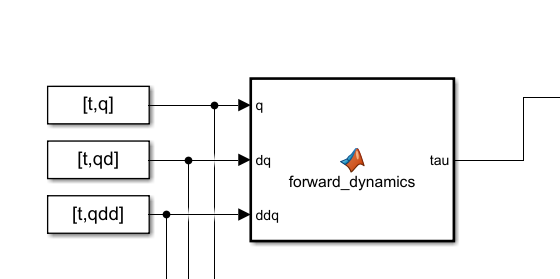 [t,q]
q
[t,qd]
dq
tau
forward_dynamics
[t,qdd]
ddq